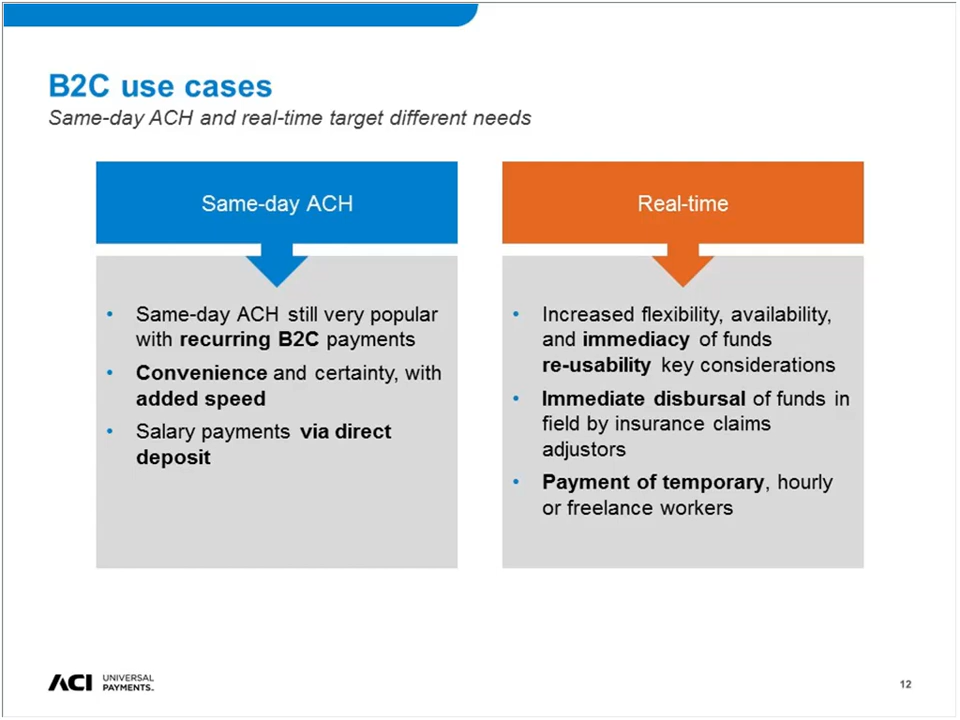 B2C use cases
Same-day ACH and real-time target different needs
Same-day ACH
• Same-day ACH still very popular
with recurring B2C payments
• Convenience and certainty, with
added speed
• Salary payments via direct
deposit
Real-time
• Increased flexibility, availability,
and immediacy of funds
re-usability key considerations
• Immediate disbursal of funds in
field by insurance claims
adjustors
• Payment of temporary, hourly
or freelance workers
ACI UNIVERSAL
PAYMENTS.
12